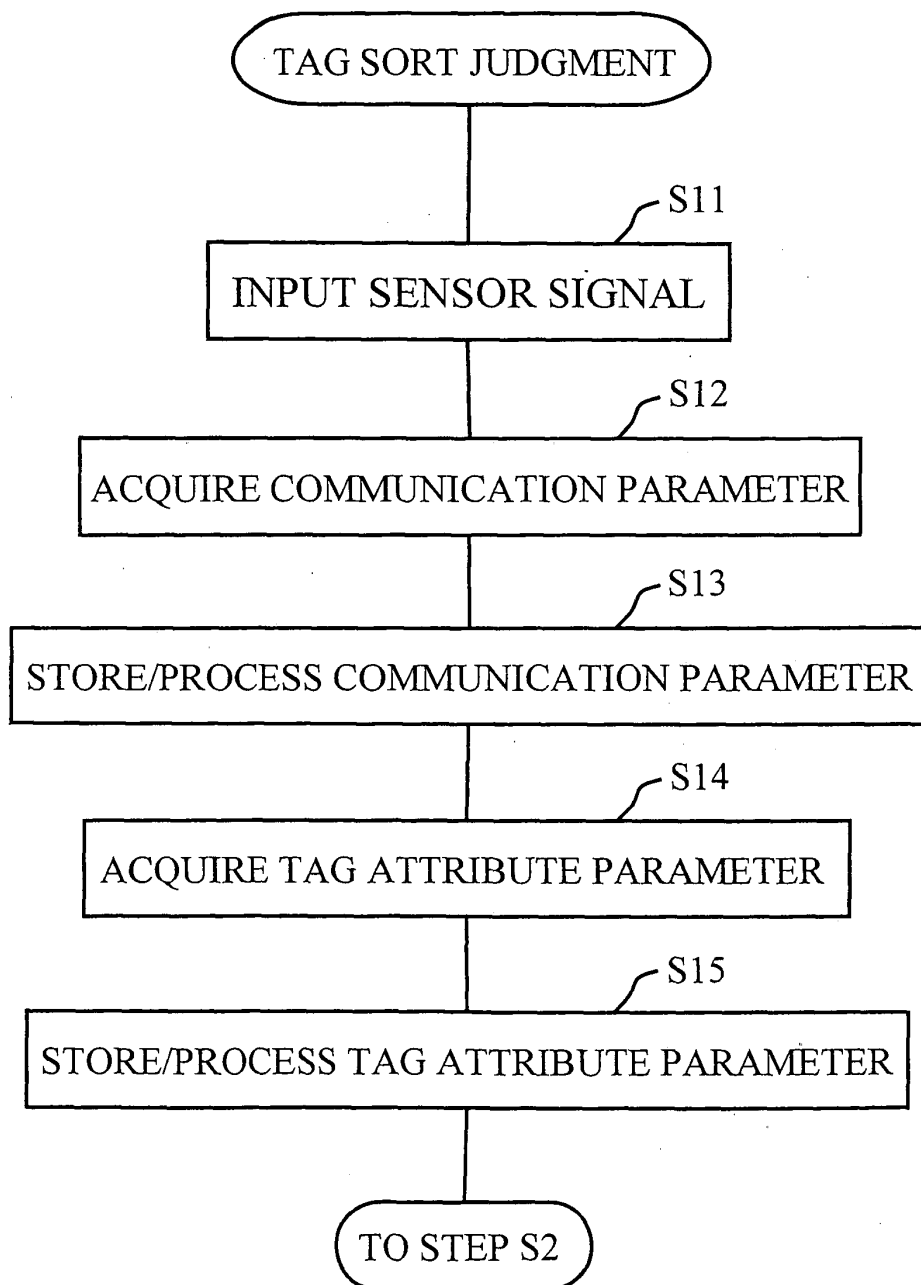 TAG SORT JUDGMENT
S11
INPUT SENSOR SIGNAL
S12
ACQUIRE COMMUNICATION PARAMETER
S13
STORE/PROCESS COMMUNICATION PARAMETER
S14
ACQUIRE TAG ATTRIBUTE PARAMETER
S15
STORE/PROCESS TAG ATTRIBUTE PARAMETER
TO STEP S2